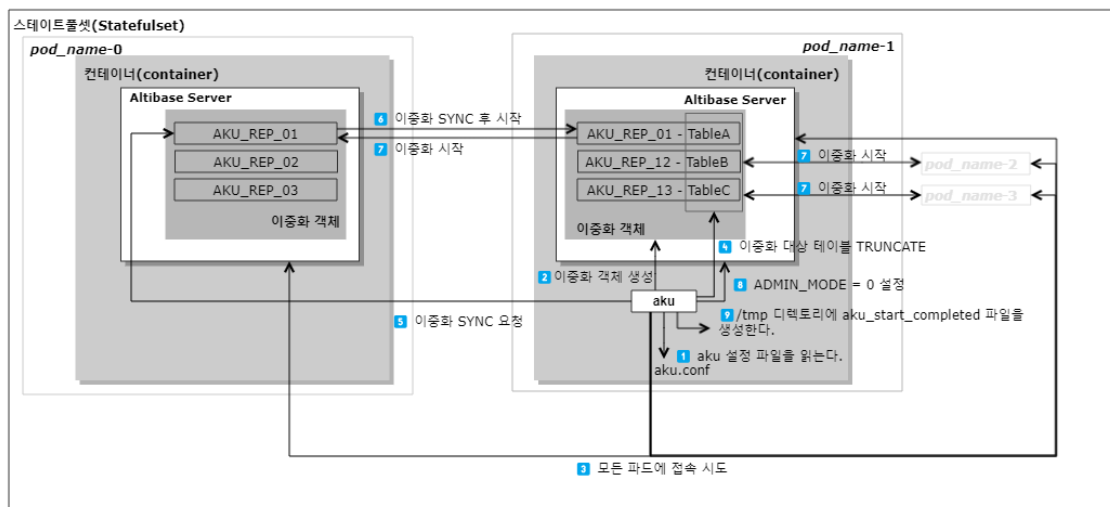 스테이트풀셋(Statefulset)
pod_name-0
컨테이너(container)
Altibase Server
AKU_REP_01
AKU_REP_02
AKU_REP_03
이중화 객체
6 이중화 SYNC 후 시작
7 이중화 시작
pod_name-1
컨테이너(container)
Altibase Server
AKU_REP_01 - TableA
AKU_REP_12 - TableB
AKU_REP_13 - TableC
이중화 객체
7 이중화 시작
pod_name-2
7 이중화 시작
pod_name-3
4 이중화 대상 테이블 TRUNCATE
2 이중화 객체 생성
8 ADMIN_MODE = 0 설정
aku
5 이중화 SYNC 요청
9 /tmp 디렉토리에 aku_start_completed 파일을
생성한다.
1 aku 설정 파일을 읽는다.
aku.conf
3 모든 파드에 접속 시도